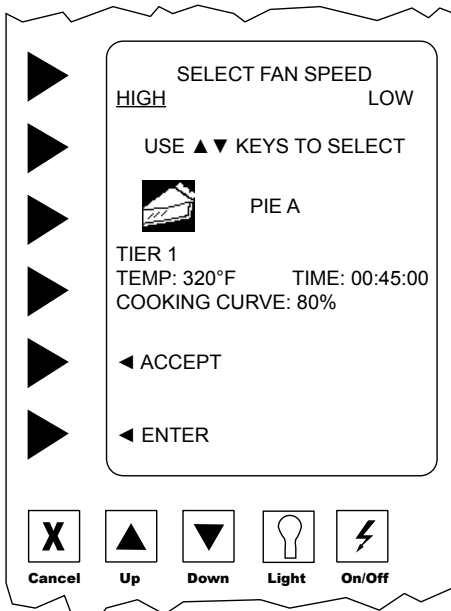 SELECT FAN SPEED
HIGH LOW
USE ▲▼ KEYS TO SELECT
PIE A
TIER 1
TEMP: 320°F TIME: 00:45:00
COOKING CURVE: 80%
◄ ACCEPT
◄ ENTER
X
Cancel Up Down Light On/Off